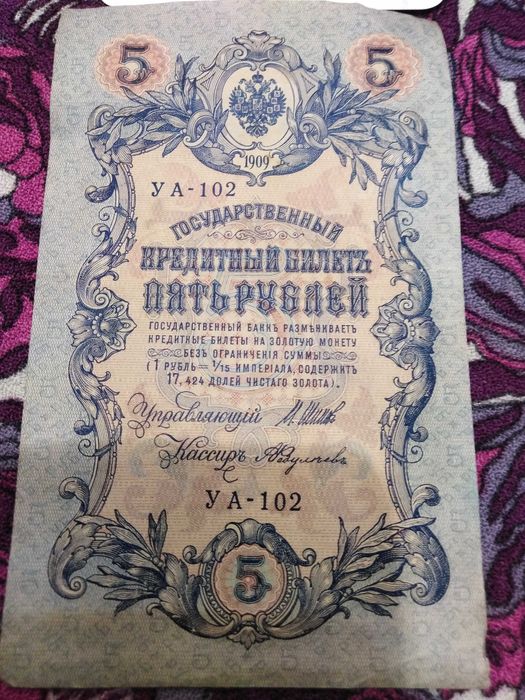 5 5
1909
УА-102
ГОСУДАРСТВЕННЫЙ
КРЕДИТНЫЙ БИЛЕТЪ
ПЯТЬ РУБЛЕЙ
ГОСУДАРСТВЕННЫЙ БАНКЪ РАЗМѢНИВАЕТЪ
КРЕДИТНЫЕ БИЛЕТЫ НА ЗОЛОТУЮ МОНЕТУ
БЕЗЪ ОГРАНИЧЕНІЯ СУММЫ
(1 РУБЛЬ = 1/15 ИМПЕРІАЛА, СОДЕРЖИТЪ
17,424 ДОЛЕЙ ЧИСТАГО ЗОЛОТА).
Управляющій И. Шипов
Кассиръ
УА-102
5